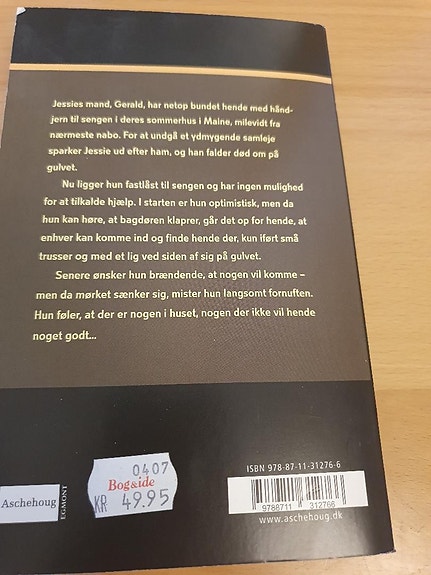 Jessies mand, Gerald, har netop bundet hende med hånd-
jern til sengen i deres sommerhus i Maine, milevidt fra
nærmeste nabo. For at undgå et ydmygende samleje
sparker Jessie ud efter ham, og han falder død om på
gulvet.
Nu ligger hun fastlåst til sengen og har ingen mulighed
for at tilkalde hjælp. I starten er hun optimistisk, men da
hun kan høre, at bagdøren klaprer, går det op for hende, at
enhver kan komme ind og finde hende der, kun iført små
trusser og med et lig ved siden af sig på gulvet.
Senere ønsker hun brændende, at nogen vil komme –
men da mørket sænker sig, mister hun langsomt fornuften.
Hun føler, at der er nogen i huset, nogen der ikke vil hende
noget godt...
Aschehoug
EGMONT
0407
Bog&ide
KR 49.95
ISBN 978-87-11-31276-6
9788711 312766
www.aschehoug.dk